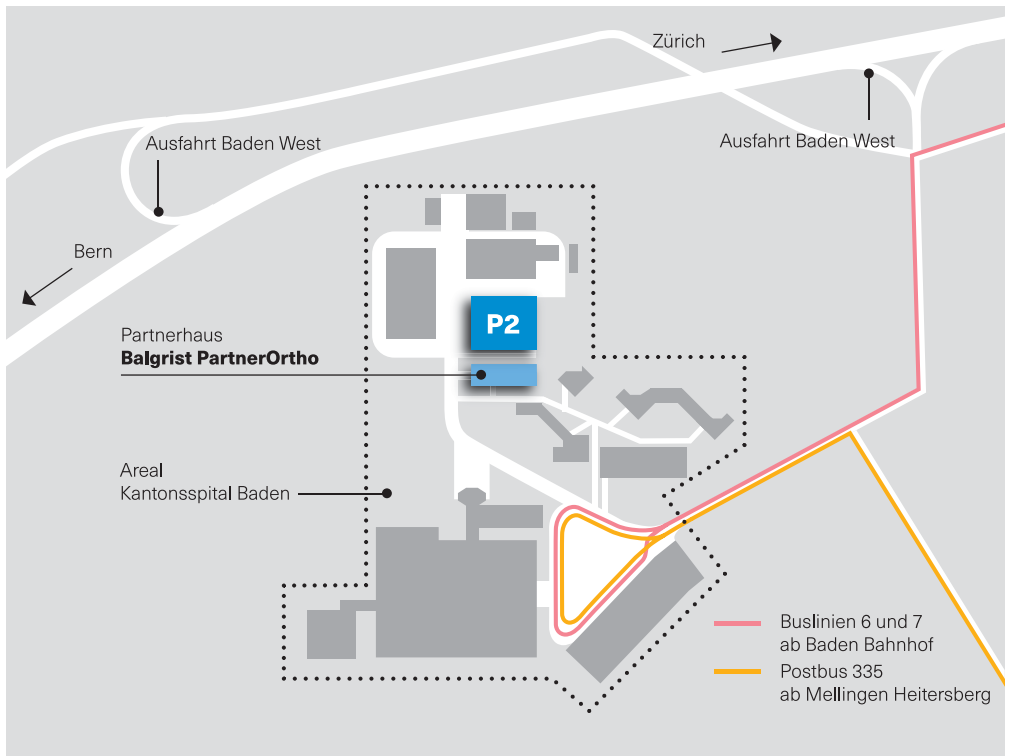 Zürich
Ausfahrt Baden West
Ausfahrt Baden West
Bern
P2
Partnerhaus
Balgrist PartnerOrtho
Areal
Kantonsspital Baden
Buslinien 6 und 7
ab Baden Bahnhof
Postbus 335
ab Mellingen Heitersberg